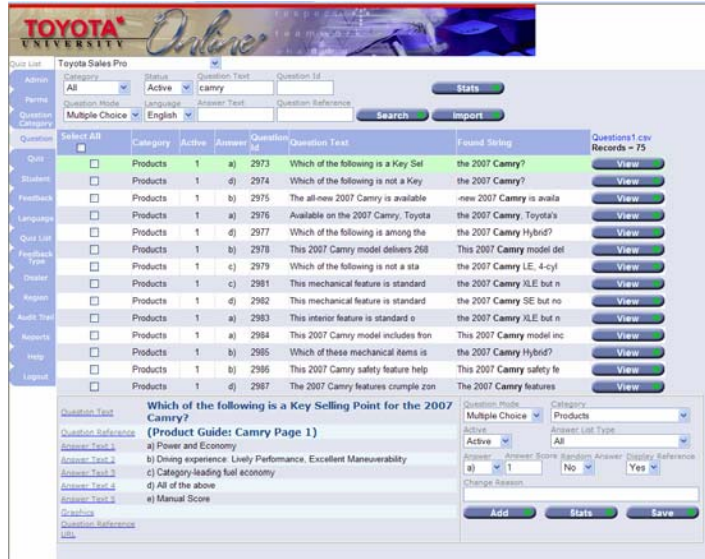 TOYOTA
UNIVERSITY
Online
Quiz List Toyota Sales Pro
Admin
Parms
Question Category
Question
Quiz
Student
Feedback
Language
Quiz List
Feedback Type
Dealer
Region
Audit Trail
Reports
Help
Logout
Category Status Question Text Question Id
All Active camry Stats
Question Mode Language Answer Text Question Reference
Multiple Choice English Search Import
Select All Category Active Answer Question Id Question Text Found String Questions1.csv
Records = 75
Products 1 a) 2973 Which of the following is a Key Sel the 2007 Camry? View
Products 1 d) 2974 Which of the following is not a Key the 2007 Camry? View
Products 1 b) 2975 The all-new 2007 Camry is available -new 2007 Camry is availa View
Products 1 a) 2976 Available on the 2007 Camry, Toyota the 2007 Camry, Toyota's View
Products 1 d) 2977 Which of the following is among the the 2007 Camry Hybrid? View
Products 1 b) 2978 This 2007 Camry model delivers 268 This 2007 Camry model del View
Products 1 c) 2979 Which of the following is not a sta the 2007 Camry LE, 4-cyl View
Products 1 c) 2981 This mechanical feature is standard the 2007 Camry XLE but n View
Products 1 d) 2982 This mechanical feature is standard the 2007 Camry SE but no View
Products 1 a) 2983 This interior feature is standard o the 2007 Camry XLE but n View
Products 1 a) 2984 This 2007 Camry model includes fron This 2007 Camry model inc View
Products 1 b) 2985 Which of these mechanical items is the 2007 Camry Hybrid? View
Products 1 b) 2986 This 2007 Camry safety feature help This 2007 Camry safety fe View
Products 1 d) 2987 The 2007 Camry features crumple zon The 2007 Camry features View
Question Text Which of the following is a Key Selling Point for the 2007
Camry?
Question Reference (Product Guide: Camry Page 1)
Answer Text 1 a) Power and Economy
Answer Text 2 b) Driving experience: Lively Performance, Excellent Maneuverability
Answer Text 3 c) Category-leading fuel economy
Answer Text 4 d) All of the above
Answer Text 5 e) Manual Score
Graphics
Question Reference
URL
Question Mode Category
Multiple Choice Products
Active Answer List Type
Active All
Answer Answer Score Random Answer Display Reference
a) 1 No Yes
Change Reason
Add Stats Save